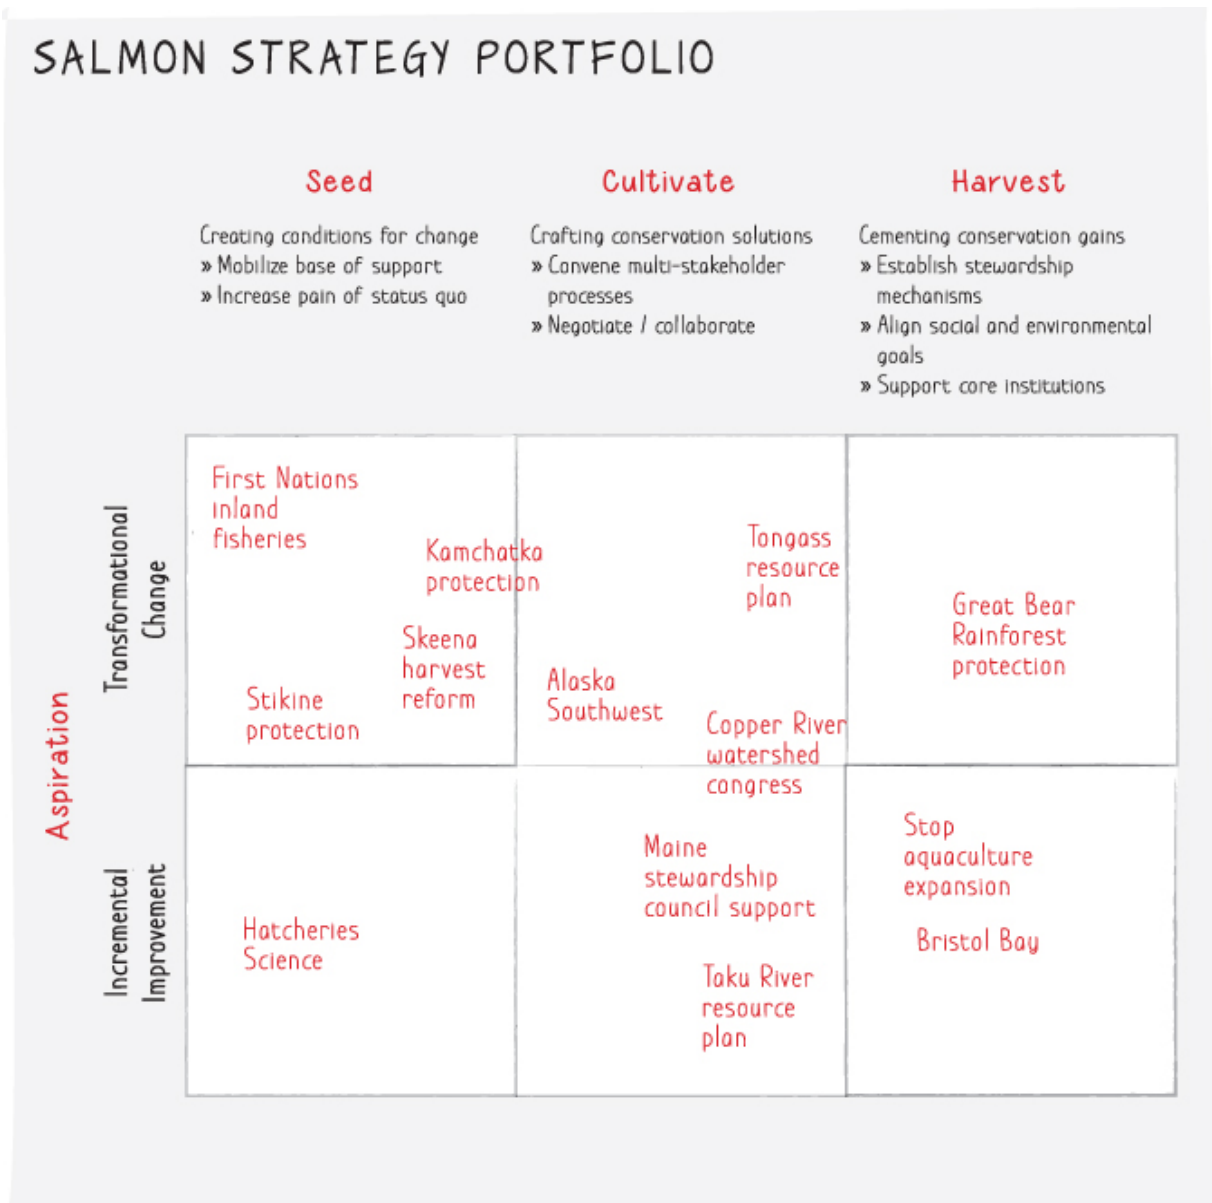 SALMON STRATEGY PORTFOLIO
Seed
Creating conditions for change
» Mobilize base of support
» Increase pain of status quo
Cultivate
Crafting conservation solutions
» Convene multi-stakeholder
processes
» Negotiate / collaborate
Harvest
Cementing conservation gains
» Establish stewardship
mechanisms
» Align social and environmental
goals
» Support core institutions
Aspiration
Transformational
Change
First Nations
inland
fisheries
Kamchatka
protection
Skeena
harvest
reform
Stikine
protection
Tongass
resource
plan
Alaska
Southwest
Copper River
watershed
congress
Great Bear
Rainforest
protection
Incremental
Improvement
Hatcheries
Science
Maine
stewardship
council support
Taku River
resource
plan
Stop
aquaculture
expansion
Bristol Bay